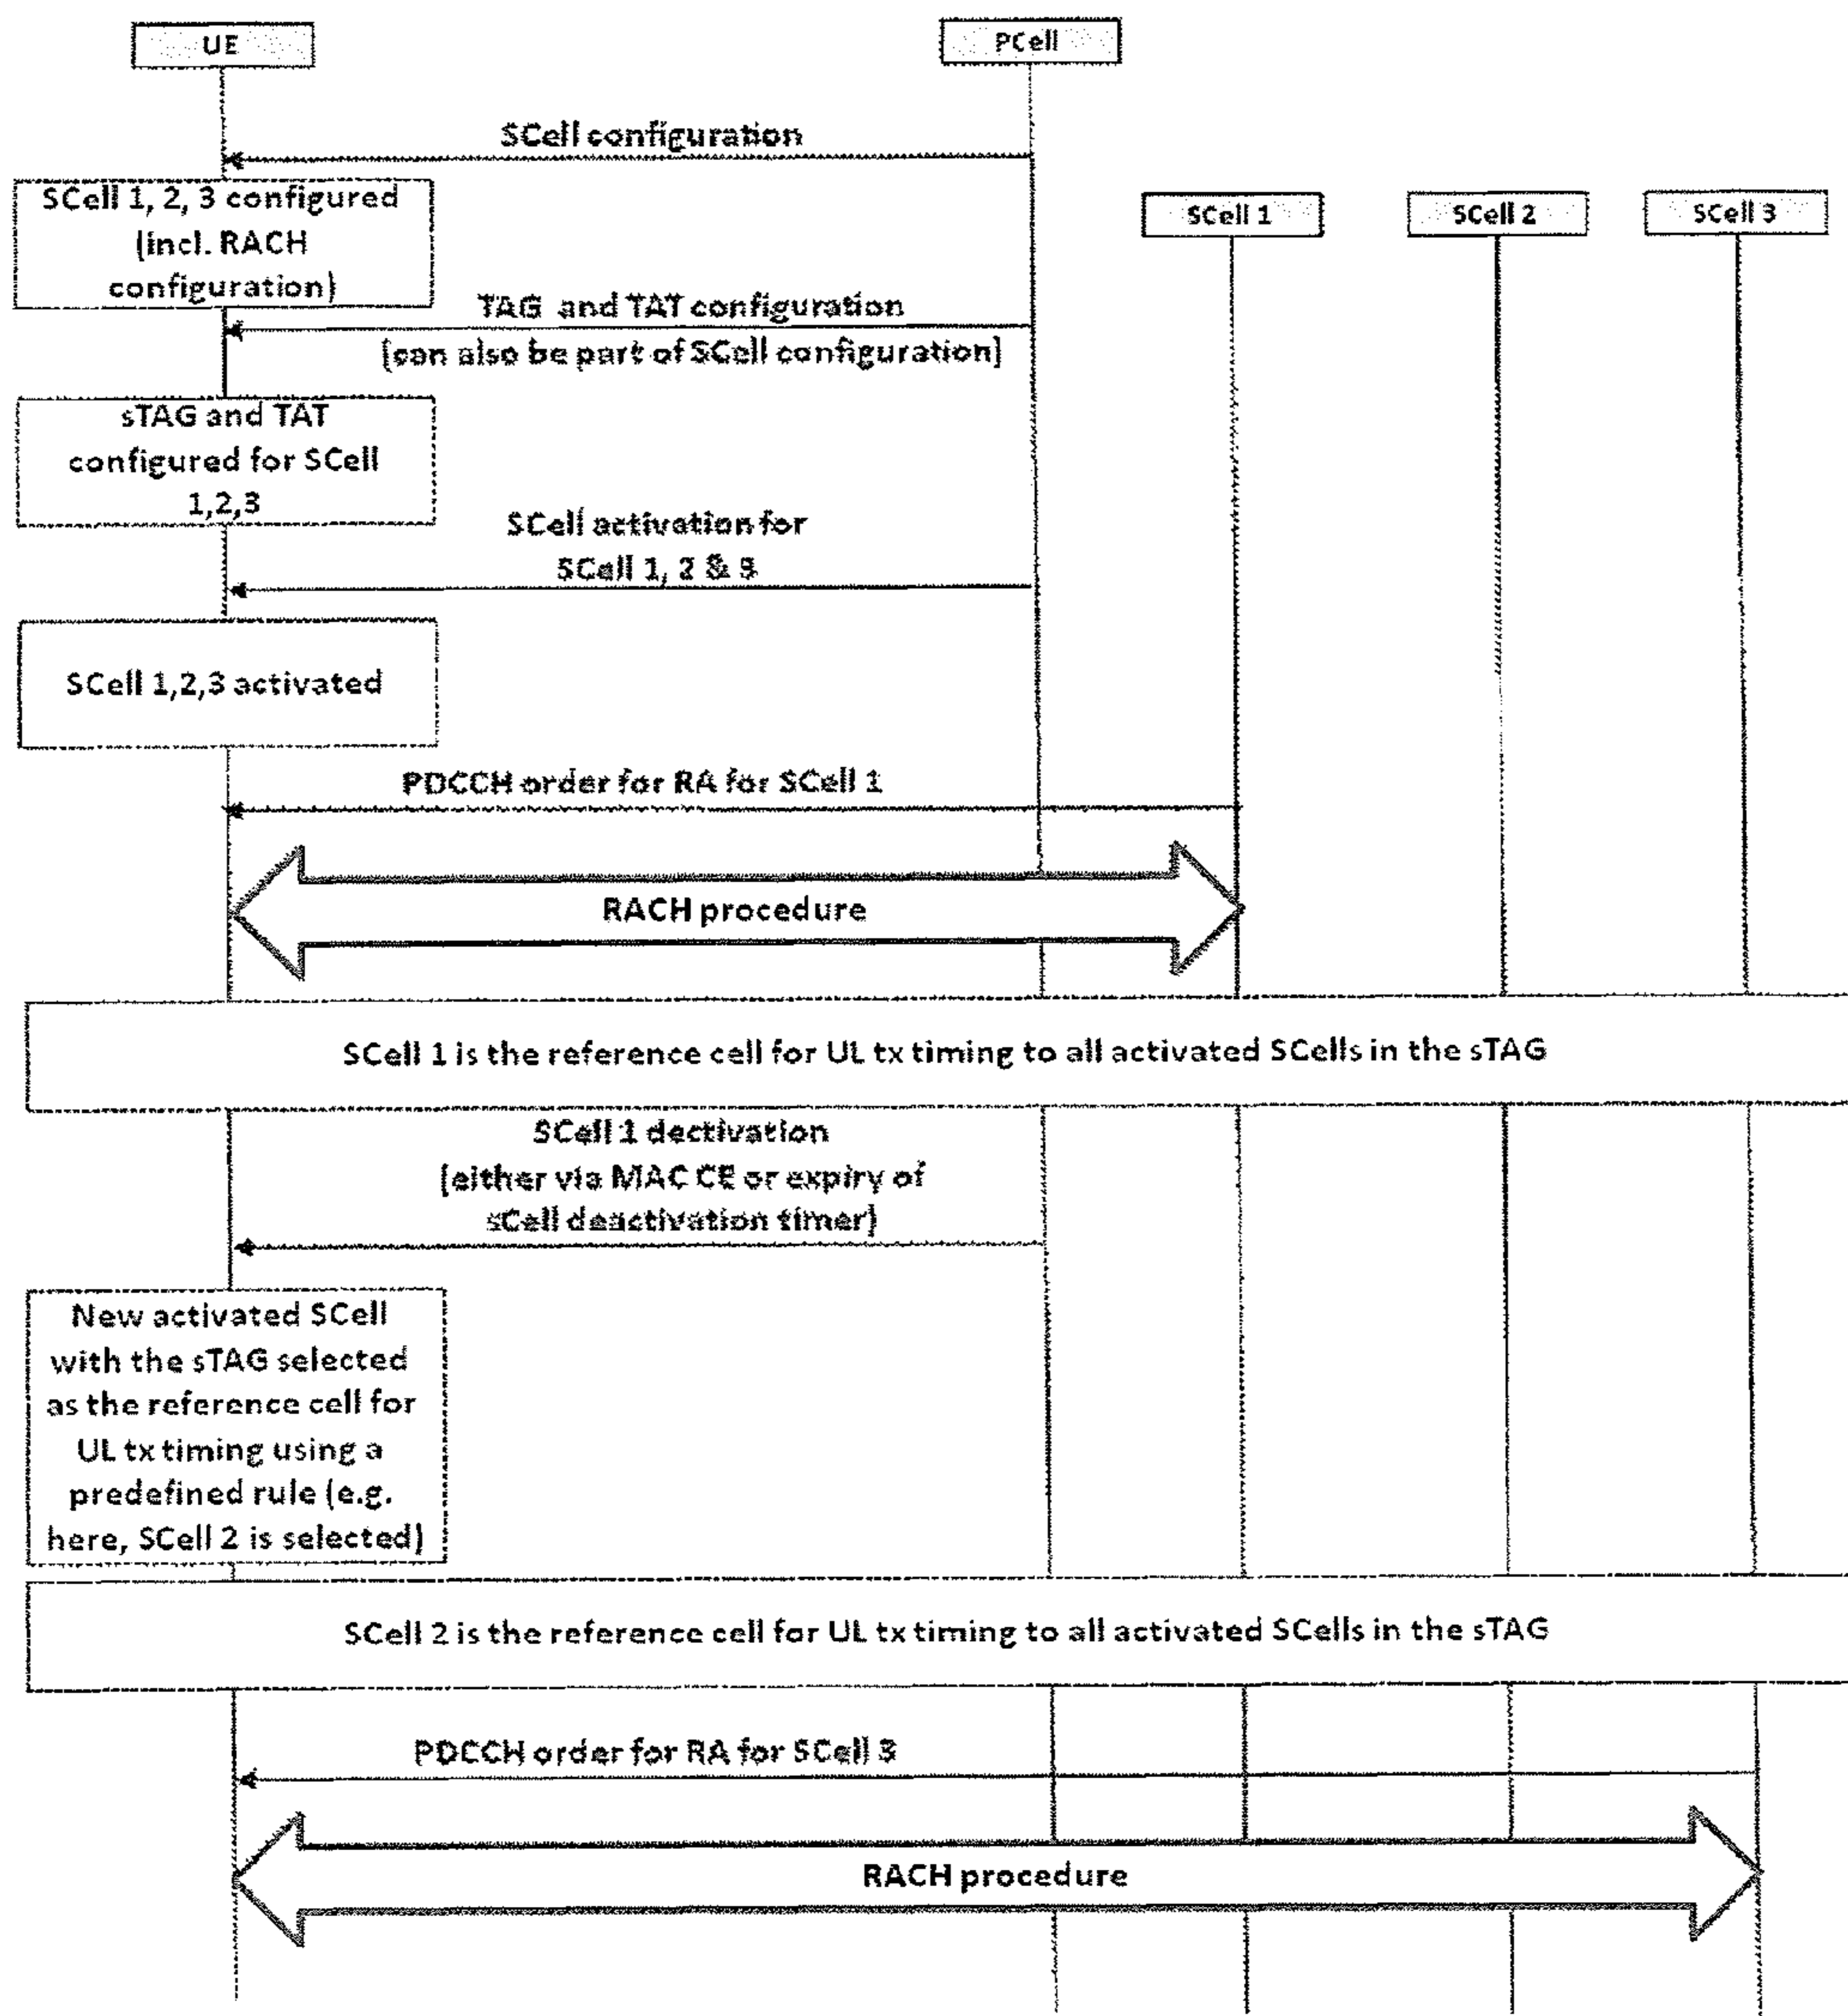 UE
PCell
SCell configuration
SCell 1, 2, 3 configured
(incl. RACH
configuration)
SCell 1
SCell 2
SCell 3
TAG and TAT configuration
(can also be part of SCell configuration)
sTAG and TAT
configured for SCell
1,2,3
SCell activation for
SCell 1, 2 & 3
SCell 1,2,3 activated
PDCCH order for RA for SCell 1
RACH procedure
SCell 1 is the reference cell for UL tx timing to all activated SCells in the sTAG
SCell 1 dectivation
(either via MAC CE or expiry of
sCell deactivation timer)
New activated SCell
with the sTAG selected
as the reference cell for
UL tx timing using a
predefined rule (e.g.
here, SCell 2 is selected)
SCell 2 is the reference cell for UL tx timing to all activated SCells in the sTAG
PDCCH order for RA for SCell 3
RACH procedure